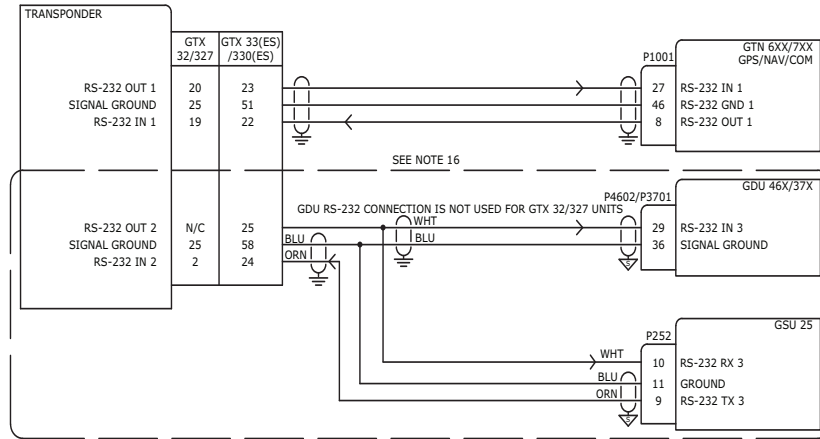 TRANSPONDER
GTX 32/327
GTX 33(ES) /330(ES)
P1001
GTN 6XX/7XX
GPS/NAV/COM
RS-232 OUT 1 20 23 27 RS-232 IN 1
SIGNAL GROUND 25 51 46 RS-232 GND 1
RS-232 IN 1 19 22 8 RS-232 OUT 1
SEE NOTE 16
GDU 46X/37X
P4602/P3701
GDU RS-232 CONNECTION IS NOT USED FOR GTX 32/327 UNITS
WHT
RS-232 OUT 2 N/C 25 29 RS-232 IN 3
SIGNAL GROUND 25 58 BLU BLU 36 SIGNAL GROUND
RS-232 IN 2 2 24 ORN
S
GSU 25
P252
WHT 10 RS-232 RX 3
BLU 11 GROUND
ORN 9 RS-232 TX 3
S